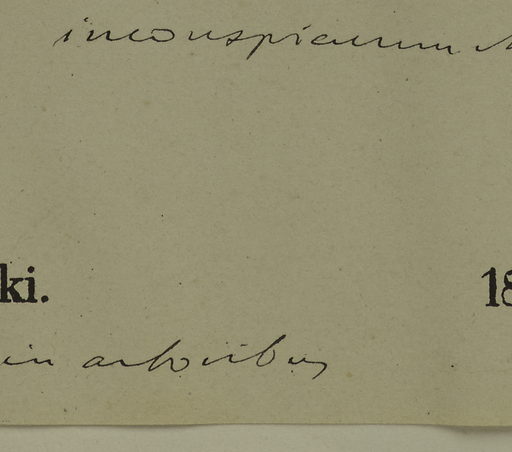 inconspicuum
ki. 18
in arboribus